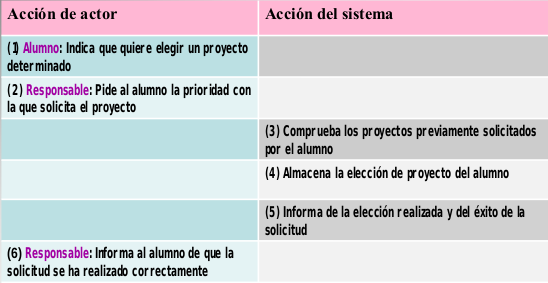 Acción de actor
Acción del sistema
(1) Alumno: Indica que quiere elegir un proyecto
determinado
(2) Responsable: Pide al alumno la prioridad con
la que solicita el proyecto
(3) Comprueba los proyectos previamente solicitados
por el alumno
(4) Almacena la elección de proyecto del alumno
(5) Informa de la elección realizada y del éxito de la
solicitud
(6) Responsable: Informa al alumno de que la
solicitud se ha realizado correctamente